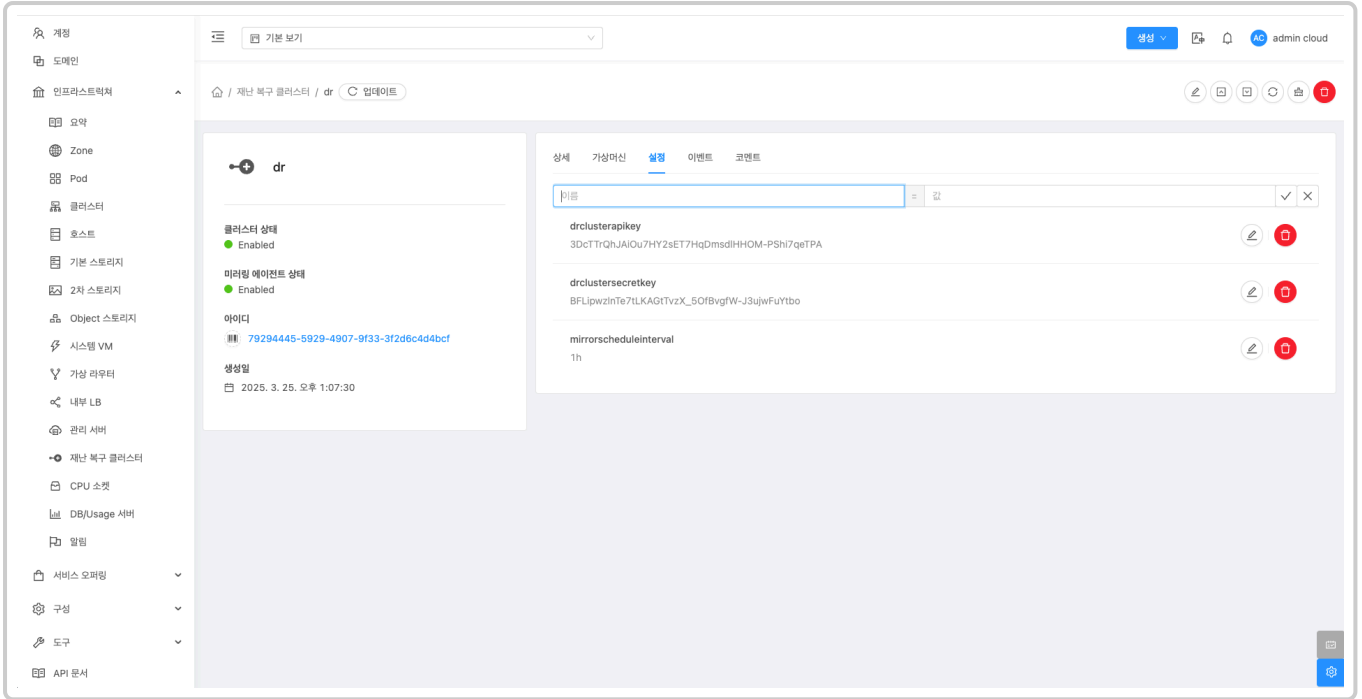 계정
도메인
인프라스트럭쳐
요약
Zone
Pod
클러스터
호스트
기본 스토리지
2차 스토리지
Object 스토리지
시스템 VM
가상 라우터
내부 LB
관리 서버
재난 복구 클러스터
CPU 소켓
DB/Usage 서버
알림
서비스 오퍼링
구성
도구
API 문서
기본 보기
생성
AC admin cloud
/ 재난 복구 클러스터 / dr 업데이트
dr
클러스터 상태
Enabled
미러링 에이전트 상태
Enabled
아이디
79294445-5929-4907-9f33-3f2d6c4d4bcf
생성일
2025. 3. 25. 오후 1:07:30
상세 가상머신 설정 이벤트 코멘트
이름 = 값
drclusterapikey
3DcTTrQhJAiOu7HY2sET7HqDmsdlHHOM-PShi7qeTPA
drclustersecretkey
BFLipwzlnTe7tLKAGtTvzX_5OfBvgfW-J3ujwFuYtbo
mirrorscheduleinterval
1h